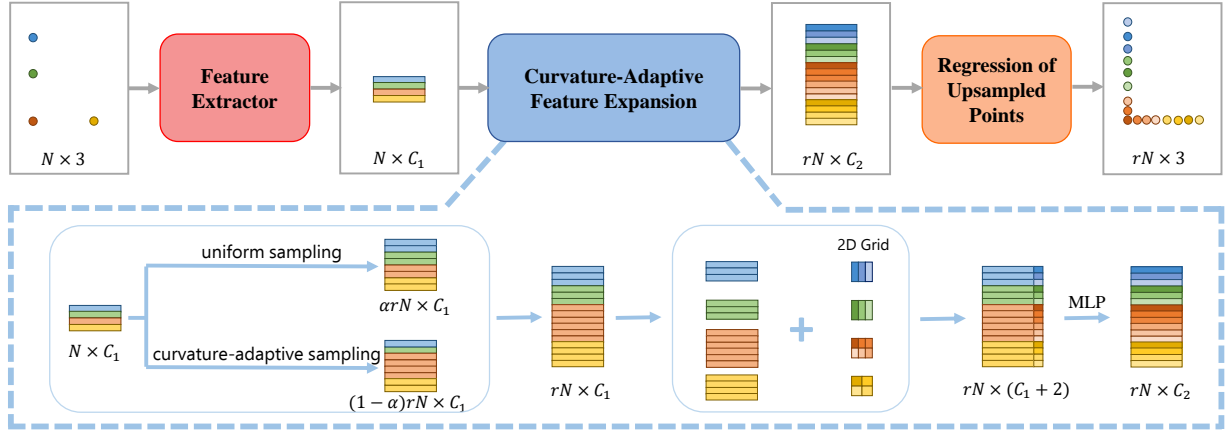 Feature
Extractor
Curvature-Adaptive
Feature Expansion
Regression of
Upsampled
Points
N × 3
N × C₁
rN × C₂
rN × 3
uniform sampling
αrN × C₁
N × C₁
curvature-adaptive sampling
(1 − α)rN × C₁
rN × C₁
2D Grid
+
rN × (C₁ + 2)
MLP
rN × C₂